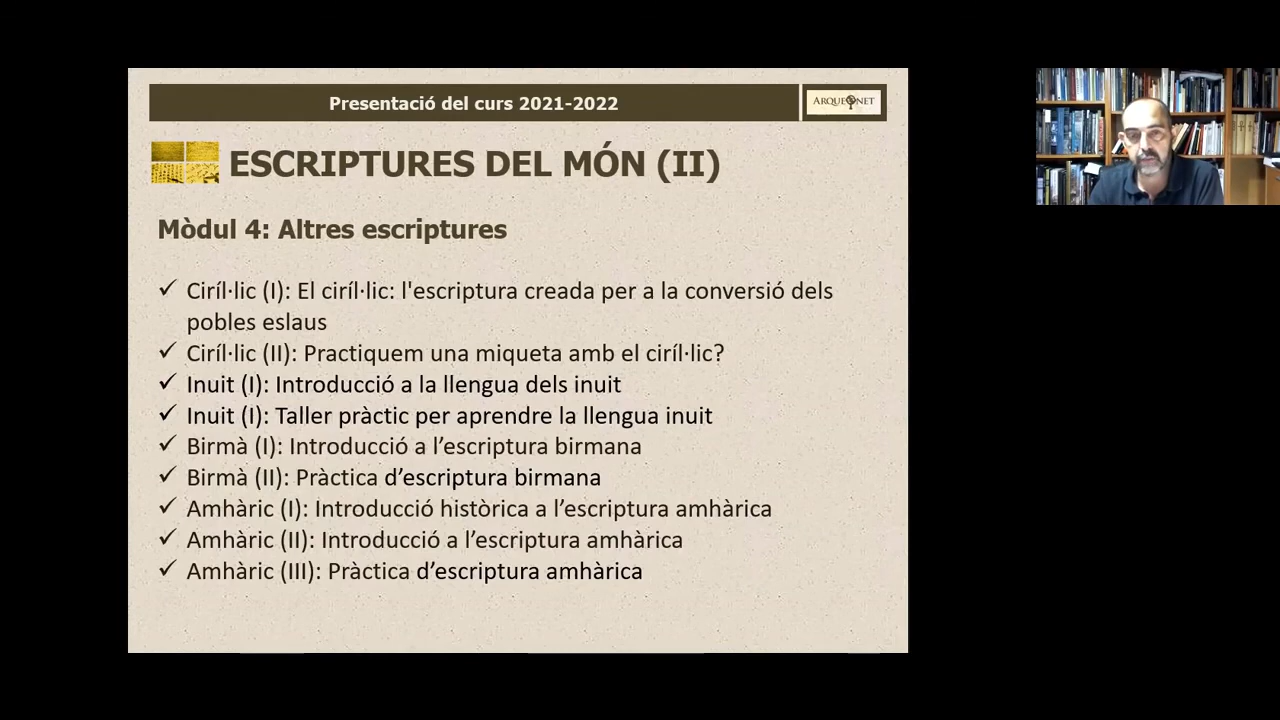 Presentació del curs 2021-2022
ARQUEONET
ESCRIPTURES DEL MÓN (II)
Mòdul 4: Altres escriptures
✓ Ciríl·lic (I): El ciríl·lic: l'escriptura creada per a la conversió dels
pobles eslaus
✓ Ciríl·lic (II): Practiquem una miqueta amb el ciríl·lic?
✓ Inuit (I): Introducció a la llengua dels inuit
✓ Inuit (I): Taller pràctic per aprendre la llengua inuit
✓ Birmà (I): Introducció a l’escriptura birmana
✓ Birmà (II): Pràctica d’escriptura birmana
✓ Amhàric (I): Introducció històrica a l’escriptura amhàrica
✓ Amhàric (II): Introducció a l’escriptura amhàrica
✓ Amhàric (III): Pràctica d’escriptura amhàrica